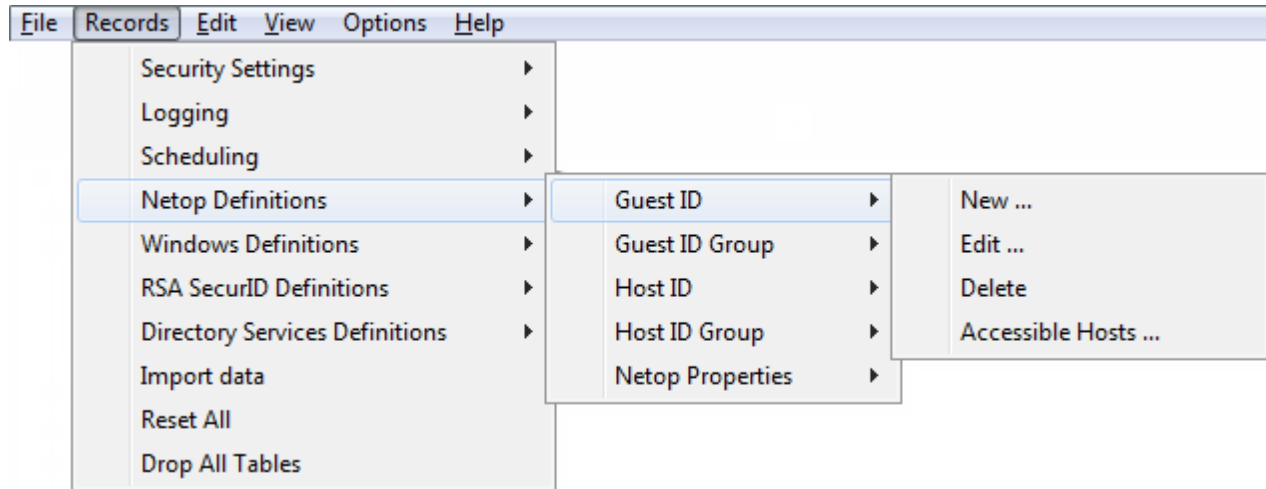 File Records Edit View Options Help
Security Settings
Logging
Scheduling
Netop Definitions
Windows Definitions
RSA SecurID Definitions
Directory Services Definitions
Import data
Reset All
Drop All Tables
Guest ID
Guest ID Group
Host ID
Host ID Group
Netop Properties
New ...
Edit ...
Delete
Accessible Hosts ...